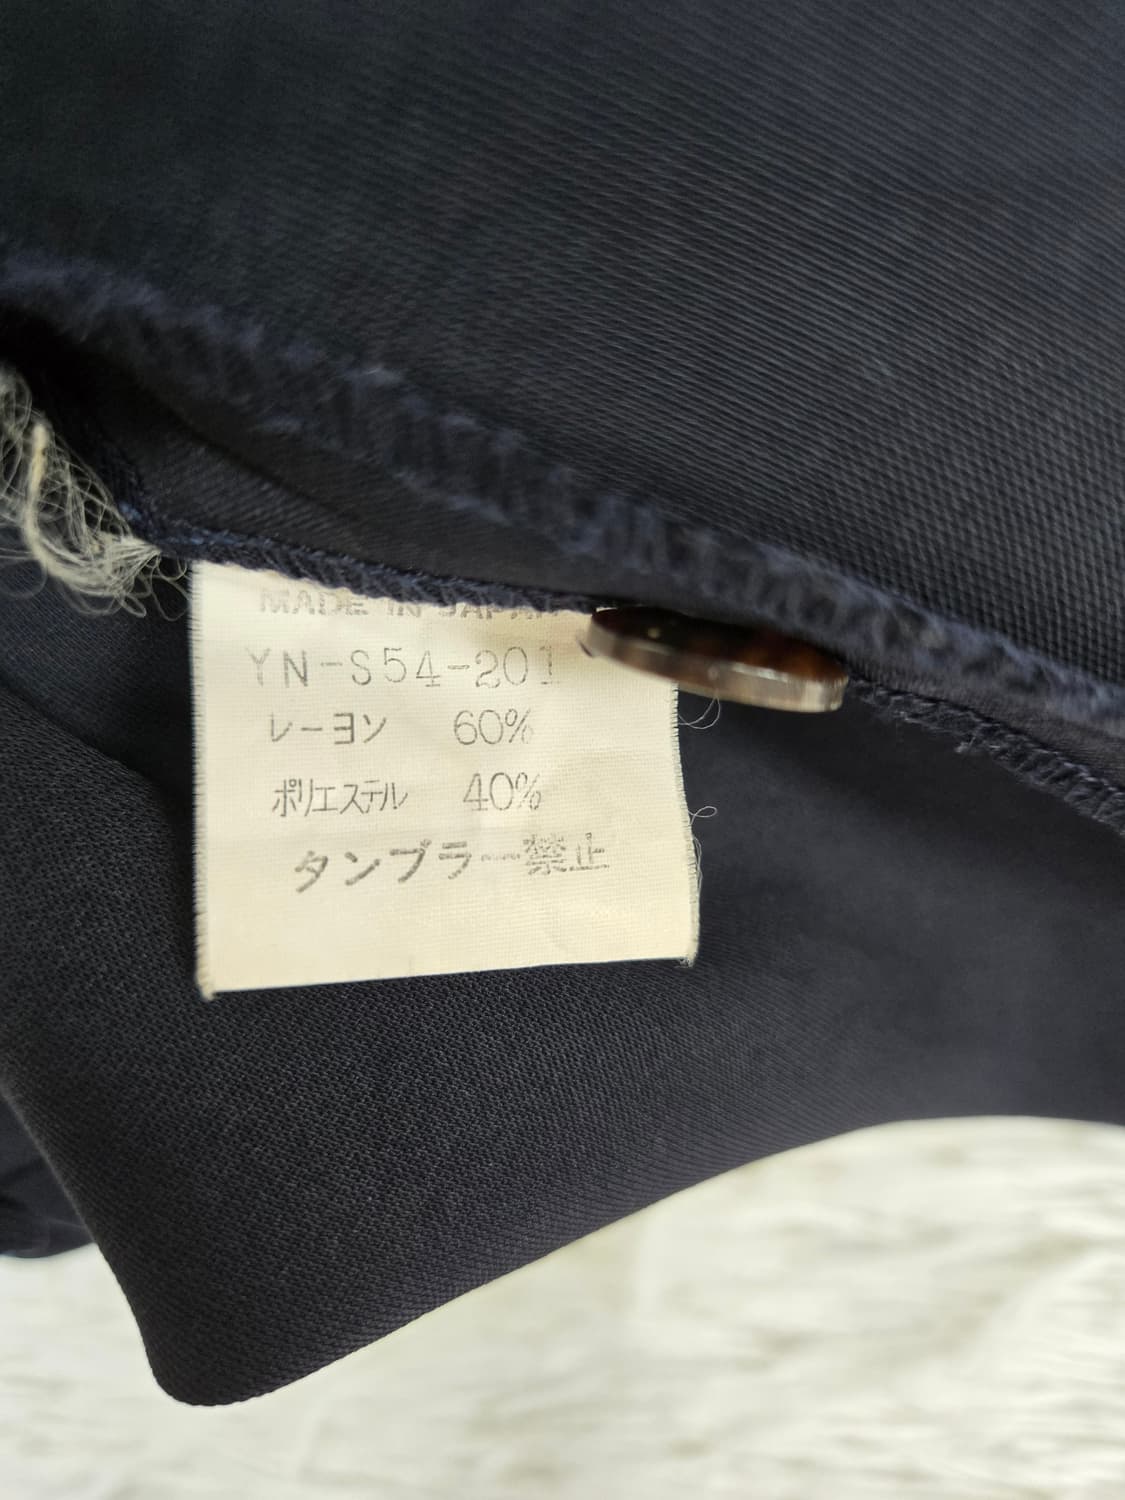 MADE IN JAPAN
YN-S54-201
レーヨン 60%
ポリエステル 40%
タンブラー禁止